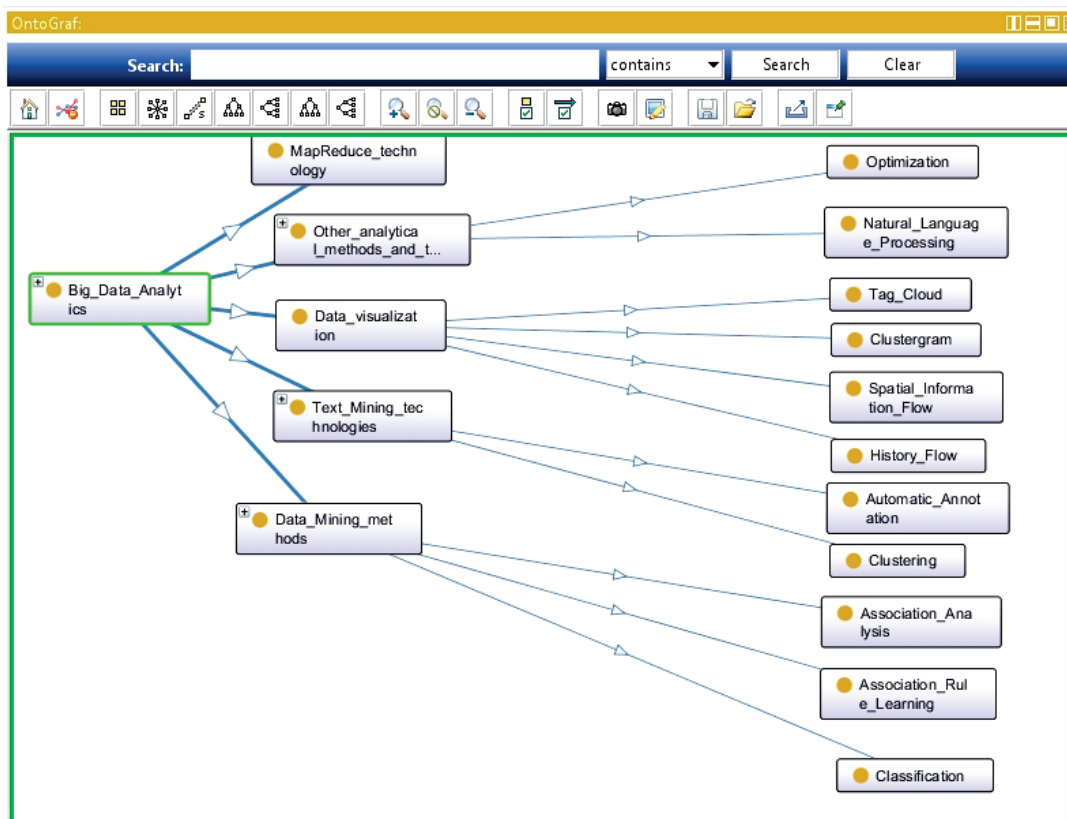 OntoGraf:
Search:
contains
Search
Clear
MapReduce_techn
ology
Other_analytica
l_methods_and_t...
Big_Data_Analyt
ics
Data_visualizat
ion
Text_Mining_tec
hnologies
Data_Mining_met
hods
Optimization
Natural_Languag
e_Processing
Tag_Cloud
Clustergram
Spatial_Informa
tion_Flow
History_Flow
Automatic_Annot
ation
Clustering
Association_Ana
lysis
Association_Rul
e_Learning
Classification